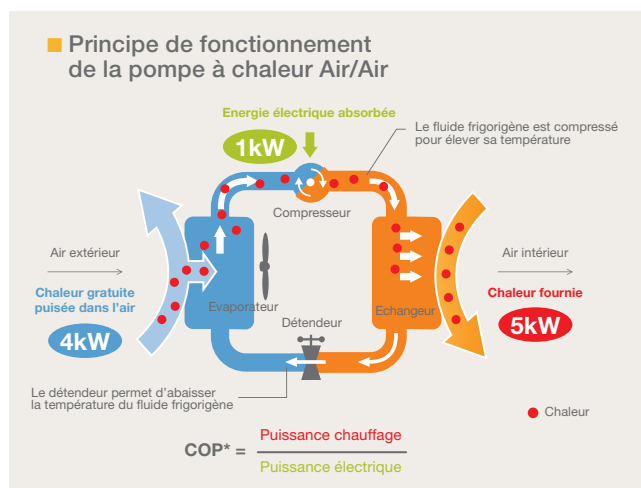 Principe de fonctionnement
de la pompe à chaleur Air/Air
Energie électrique absorbée
1kW
Le fluide frigorigène est compressé
pour élever sa température
Compresseur
Air extérieur
Chaleur gratuite
puisée dans l'air
4kW
Evaporateur
Détendeur
Echangeur
Air intérieur
Chaleur fournie
5kW
Le détendeur permet d'abaisser
la température du fluide frigorigène
Chaleur
COP* =
Puissance chauffage
Puissance électrique